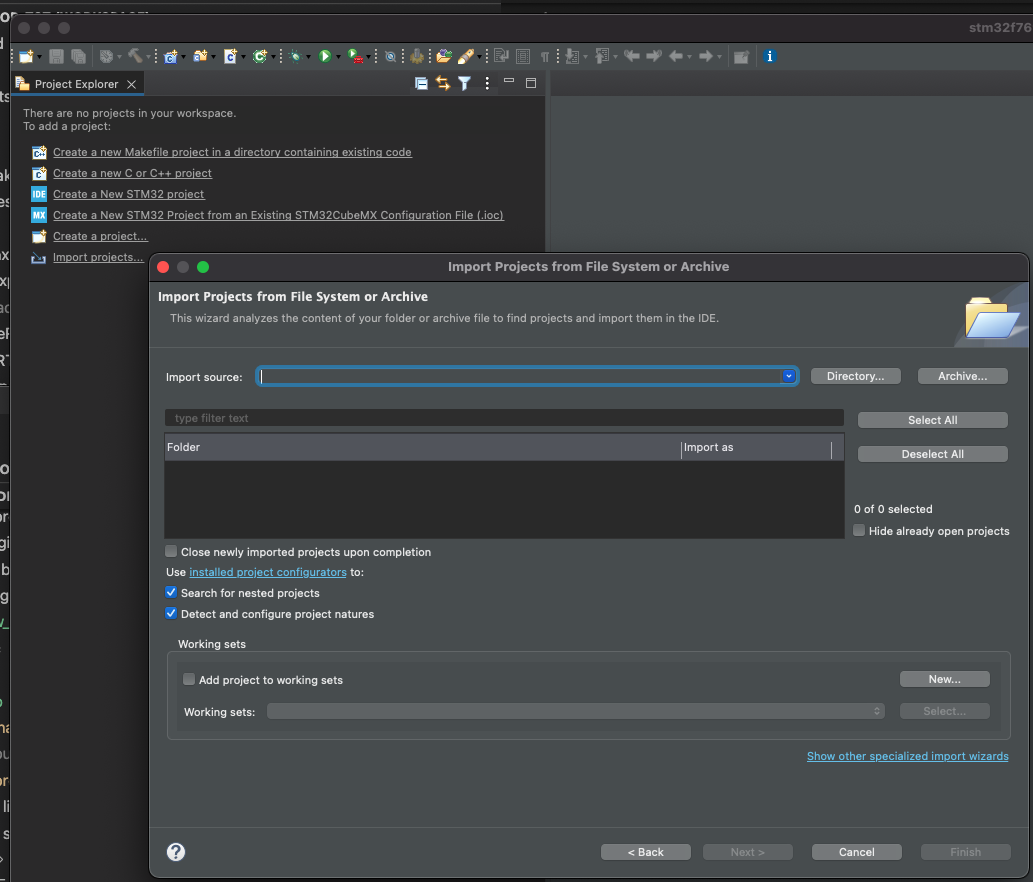 stm32f76
Project Explorer
There are no projects in your workspace.
To add a project:
Create a new Makefile project in a directory containing existing code
Create a new C or C++ project
IDE Create a New STM32 project
MX Create a New STM32 Project from an Existing STM32CubeMX Configuration File (.ioc)
Create a project...
Import projects...
Import Projects from File System or Archive
Import Projects from File System or Archive
This wizard analyzes the content of your folder or archive file to find projects and import them in the IDE.
Import source:
Directory...
Archive...
type filter text
Select All
Folder
Import as
Deselect All
0 of 0 selected
Hide already open projects
Close newly imported projects upon completion
Use installed project configurators to:
Search for nested projects
Detect and configure project natures
Working sets
Add project to working sets
New...
Working sets:
Select...
Show other specialized import wizards
?
< Back
Next >
Cancel
Finish